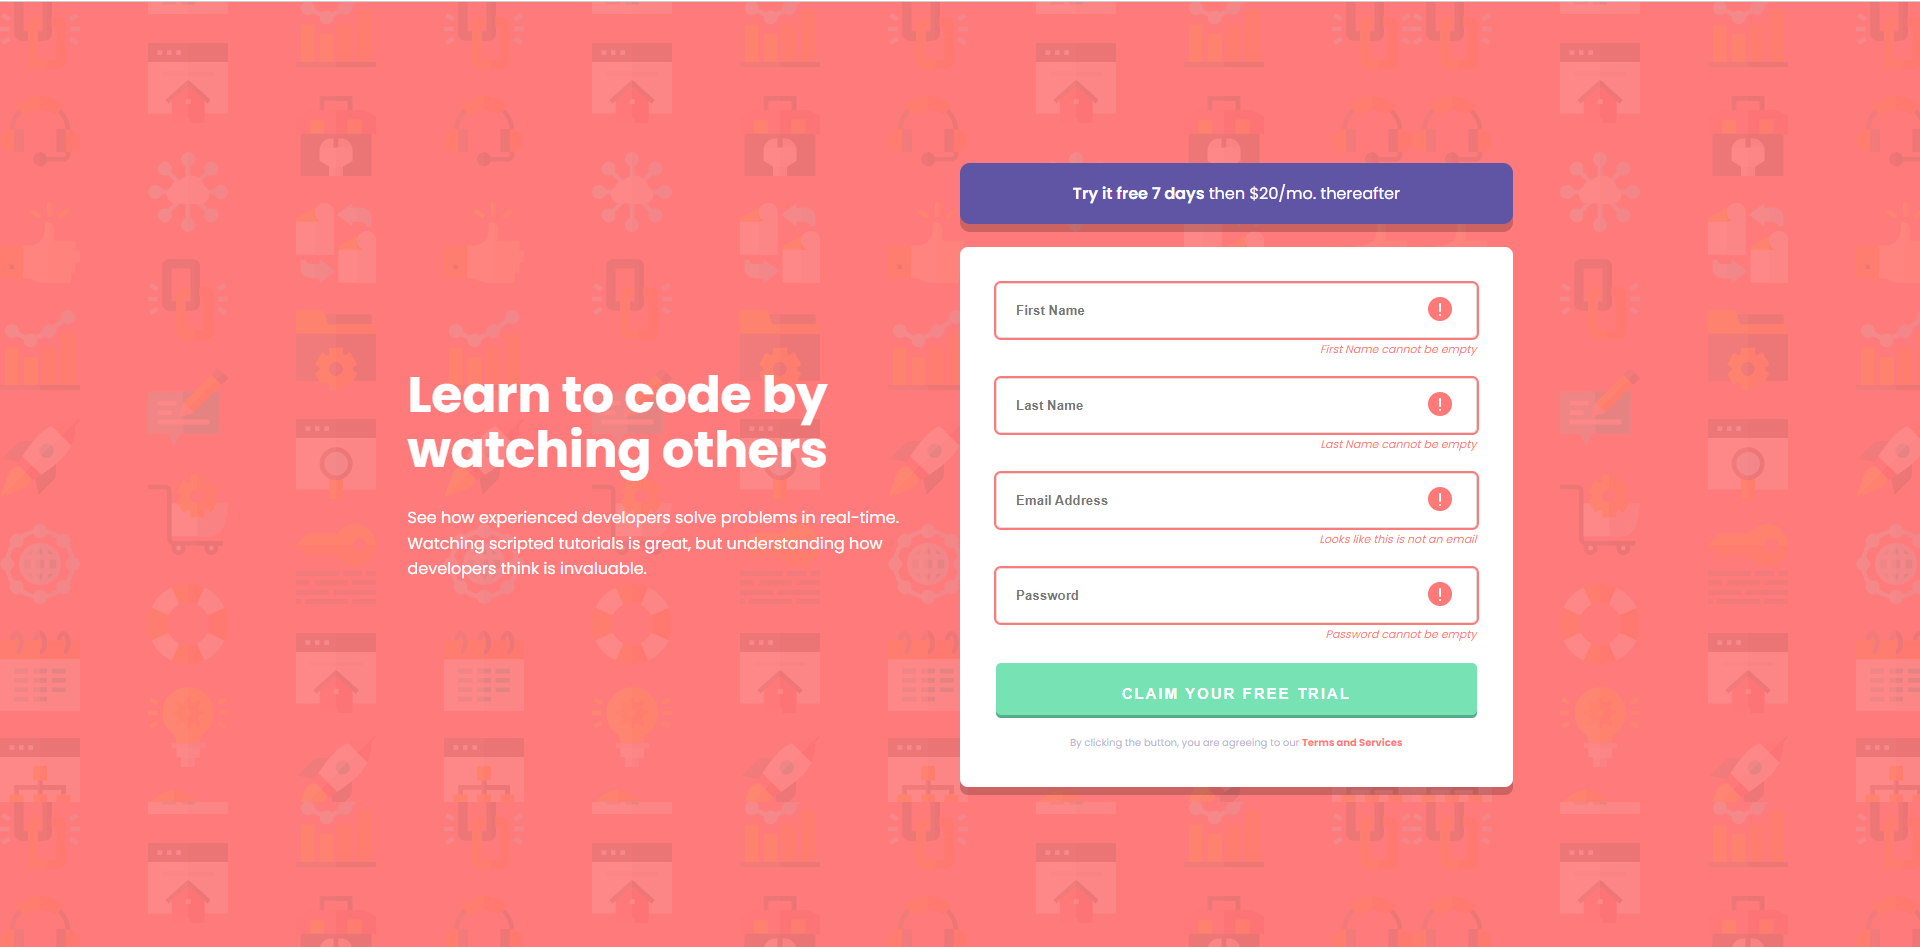 Learn to code by
watching others
See how experienced developers solve problems in real-time.
Watching scripted tutorials is great, but understanding how
developers think is invaluable.
Try it free 7 days then $20/mo. thereafter
First Name
First Name cannot be empty
Last Name
Last Name cannot be empty
Email Address
Looks like this is not an email
Password
Password cannot be empty
CLAIM YOUR FREE TRIAL
By clicking the button, you are agreeing to our Terms and Services